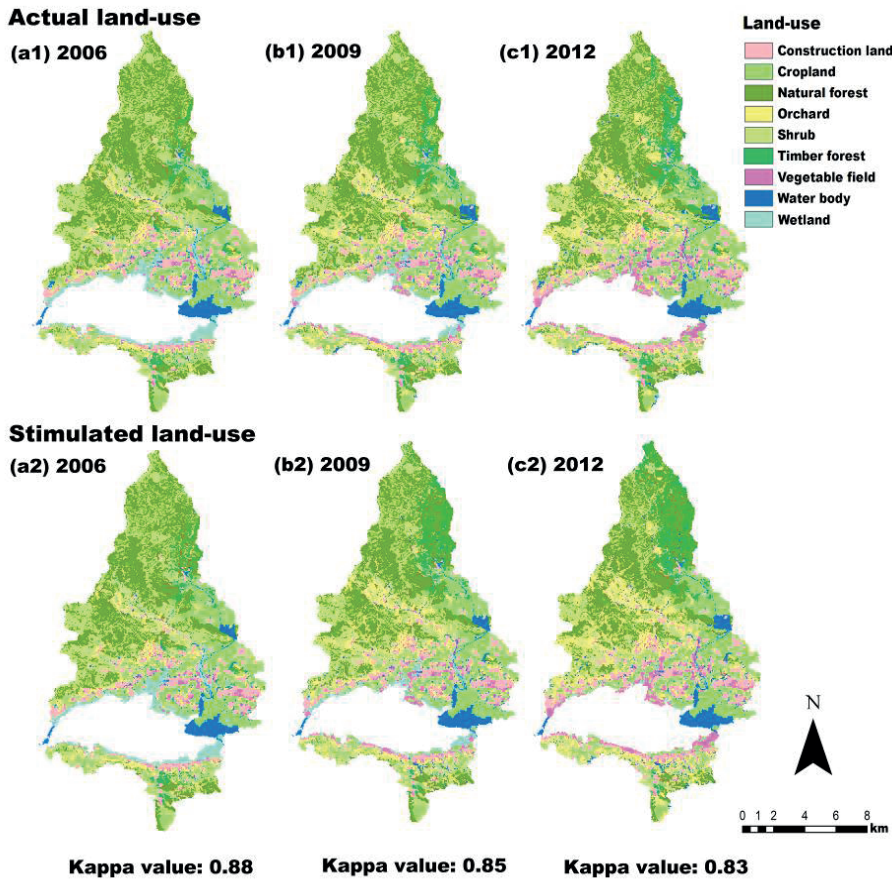 Actual land-use
(a1) 2006
(b1) 2009
(c1) 2012
Land-use
Construction land
Cropland
Natural forest
Orchard
Shrub
Timber forest
Vegetable field
Water body
Wetland
Stimulated land-use
(a2) 2006
(b2) 2009
(c2) 2012
N
0 1 2 4 6 8
km
Kappa value: 0.88
Kappa value: 0.85
Kappa value: 0.83